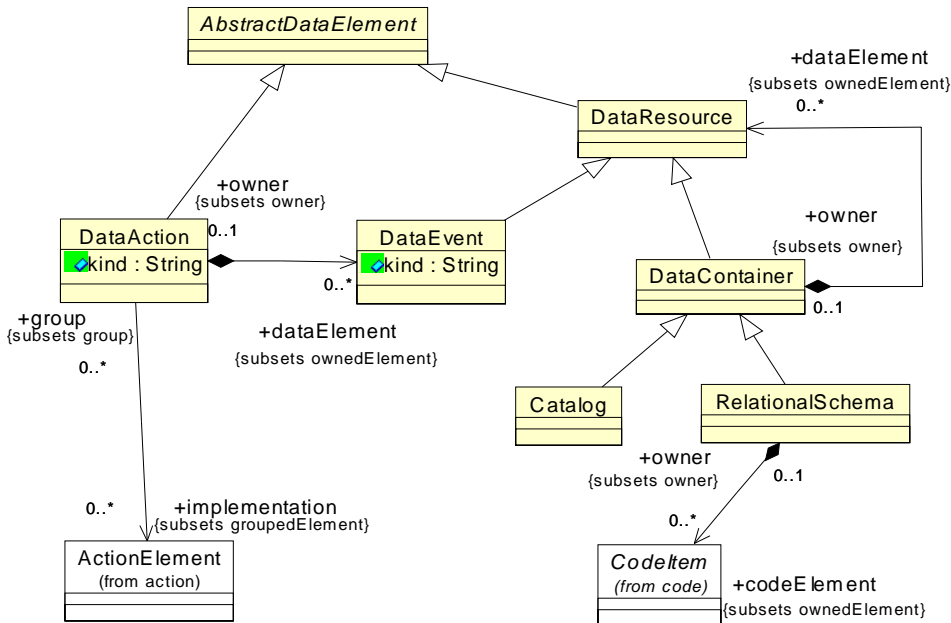 AbstractDataElement
+dataElement
{subsets ownedElement}
0..*
DataResource
+owner
{subsets owner}
0..1
DataAction
kind : String
DataEvent
kind : String
0..*
+dataElement
{subsets ownedElement}
+owner
{subsets owner}
DataContainer
0..1
+group
{subsets group}
0..*
Catalog
RelationalSchema
+owner
{subsets owner}
0..1
0..*
+implementation
{subsets groupedElement}
0..*
ActionElement
(from action)
CodeItem
(from code)
+codeElement
{subsets ownedElement}